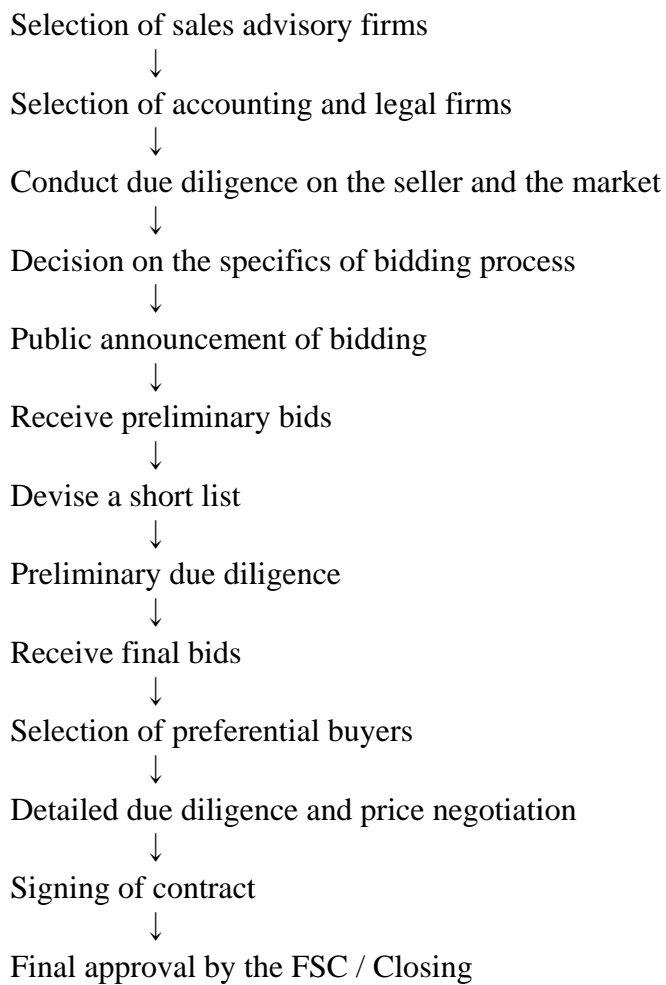 Selection of sales advisory firms
↓
Selection of accounting and legal firms
↓
Conduct due diligence on the seller and the market
↓
Decision on the specifics of bidding process
↓
Public announcement of bidding
↓
Receive preliminary bids
↓
Devise a short list
↓
Preliminary due diligence
↓
Receive final bids
↓
Selection of preferential buyers
↓
Detailed due diligence and price negotiation
↓
Signing of contract
↓
Final approval by the FSC / Closing